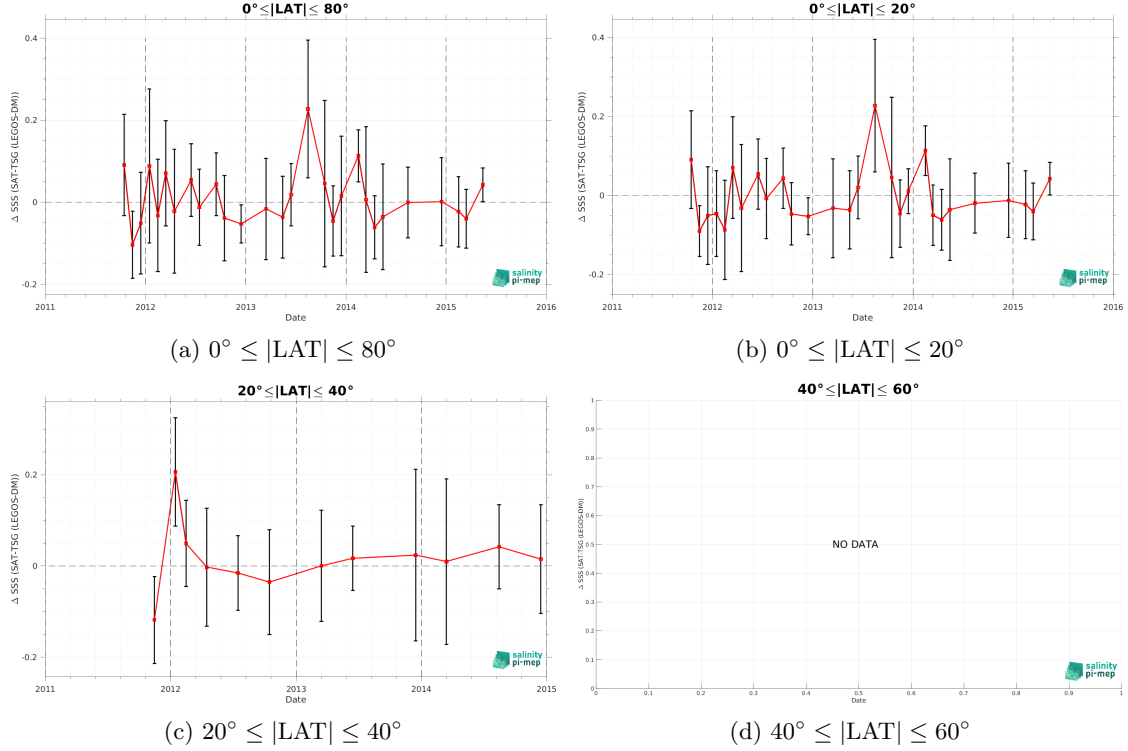 0°≤|LAT|≤ 80°
Δ SSS (SAT-TSG (LEGOS-DM))
0.4
0.2
0
-0.2
2011 2012 2013 2014 2015 2016
Date
salinity
pi-mep
(a) 0° ≤ |LAT| ≤ 80°
0°≤|LAT|≤ 20°
Δ SSS (SAT-TSG (LEGOS-DM))
0.4
0.2
0
-0.2
2011 2012 2013 2014 2015 2016
Date
salinity
pi-mep
(b) 0° ≤ |LAT| ≤ 20°
20°≤|LAT|≤ 40°
Δ SSS (SAT-TSG (LEGOS-DM))
0.2
0
-0.2
2011 2012 2013 2014 2015
Date
salinity
pi-mep
(c) 20° ≤ |LAT| ≤ 40°
40°≤|LAT|≤ 60°
Δ SSS (SAT-TSG (LEGOS-DM))
1
0.9
0.8
0.7
0.6
0.5
0.4
0.3
0.2
0.1
0
NO DATA
0 0.1 0.2 0.3 0.4 0.5 0.6 0.7 0.8 0.9 1
Date
salinity
pi-mep
(d) 40° ≤ |LAT| ≤ 60°